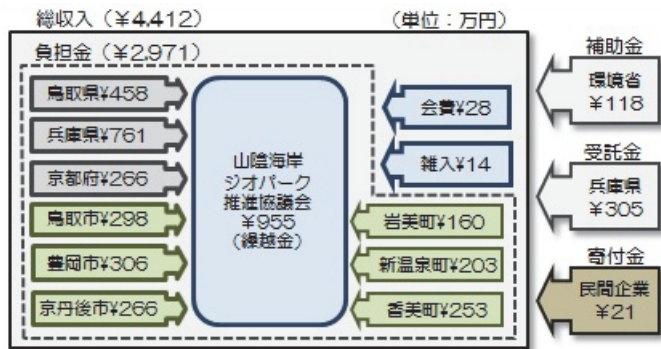 総収入（¥4,412）
（単位：万円）
負担金（¥2,971）
鳥取県¥458
兵庫県¥761
京都府¥266
鳥取市¥298
豊岡市¥306
京丹後市¥266
山陰海岸
ジオパーク
推進協議会
¥955
(繰越金)
会費¥28
雑入¥14
岩美町¥160
新温泉町¥203
香美町¥253
補助金
環境省
¥118
受託金
兵庫県
¥305
寄付金
民間企業
¥21